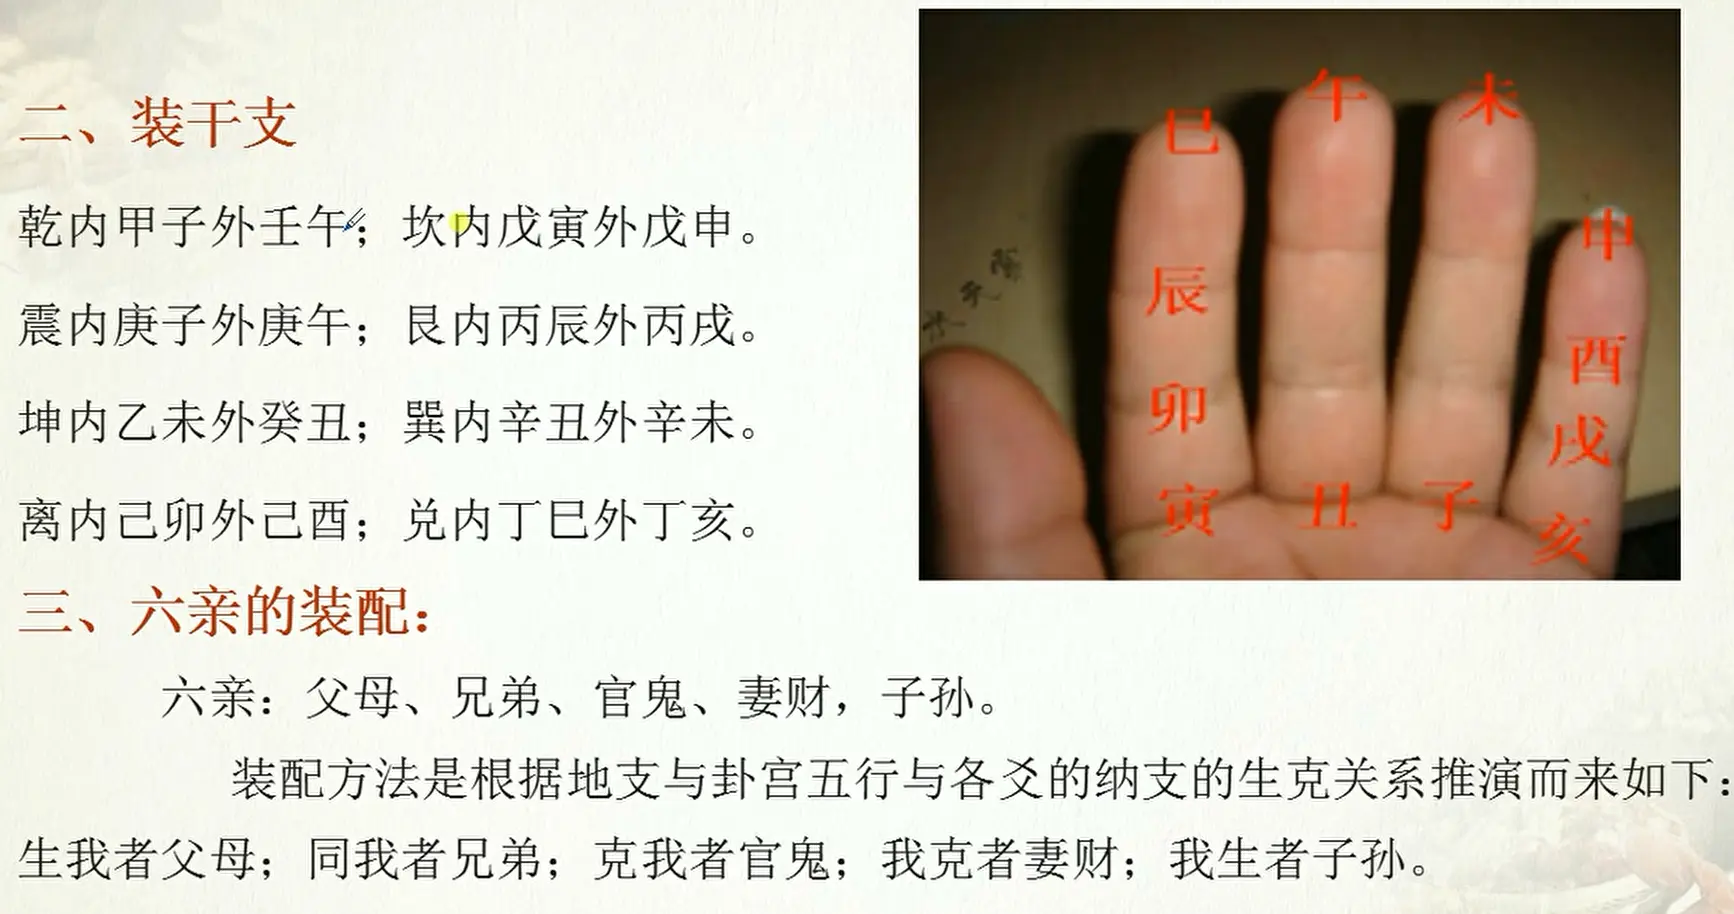 二、装干支
乾内甲子外壬午；坎内戊寅外戊申。
震内庚子外庚午；艮内丙辰外丙戌。
坤内乙未外癸丑；巽内辛丑外辛未。
离内己卯外己酉；兑内丁巳外丁亥。
三、六亲的装配：
六亲：父母、兄弟、官鬼、妻财，子孙。
装配方法是根据地支与卦宫五行与各爻的纳支的生克关系推演而来如下：
生我者父母；同我者兄弟；克我者官鬼；我克者妻财；我生者子孙。
巳
午
未
申
辰
酉
卯
戌
寅
丑
子
亥